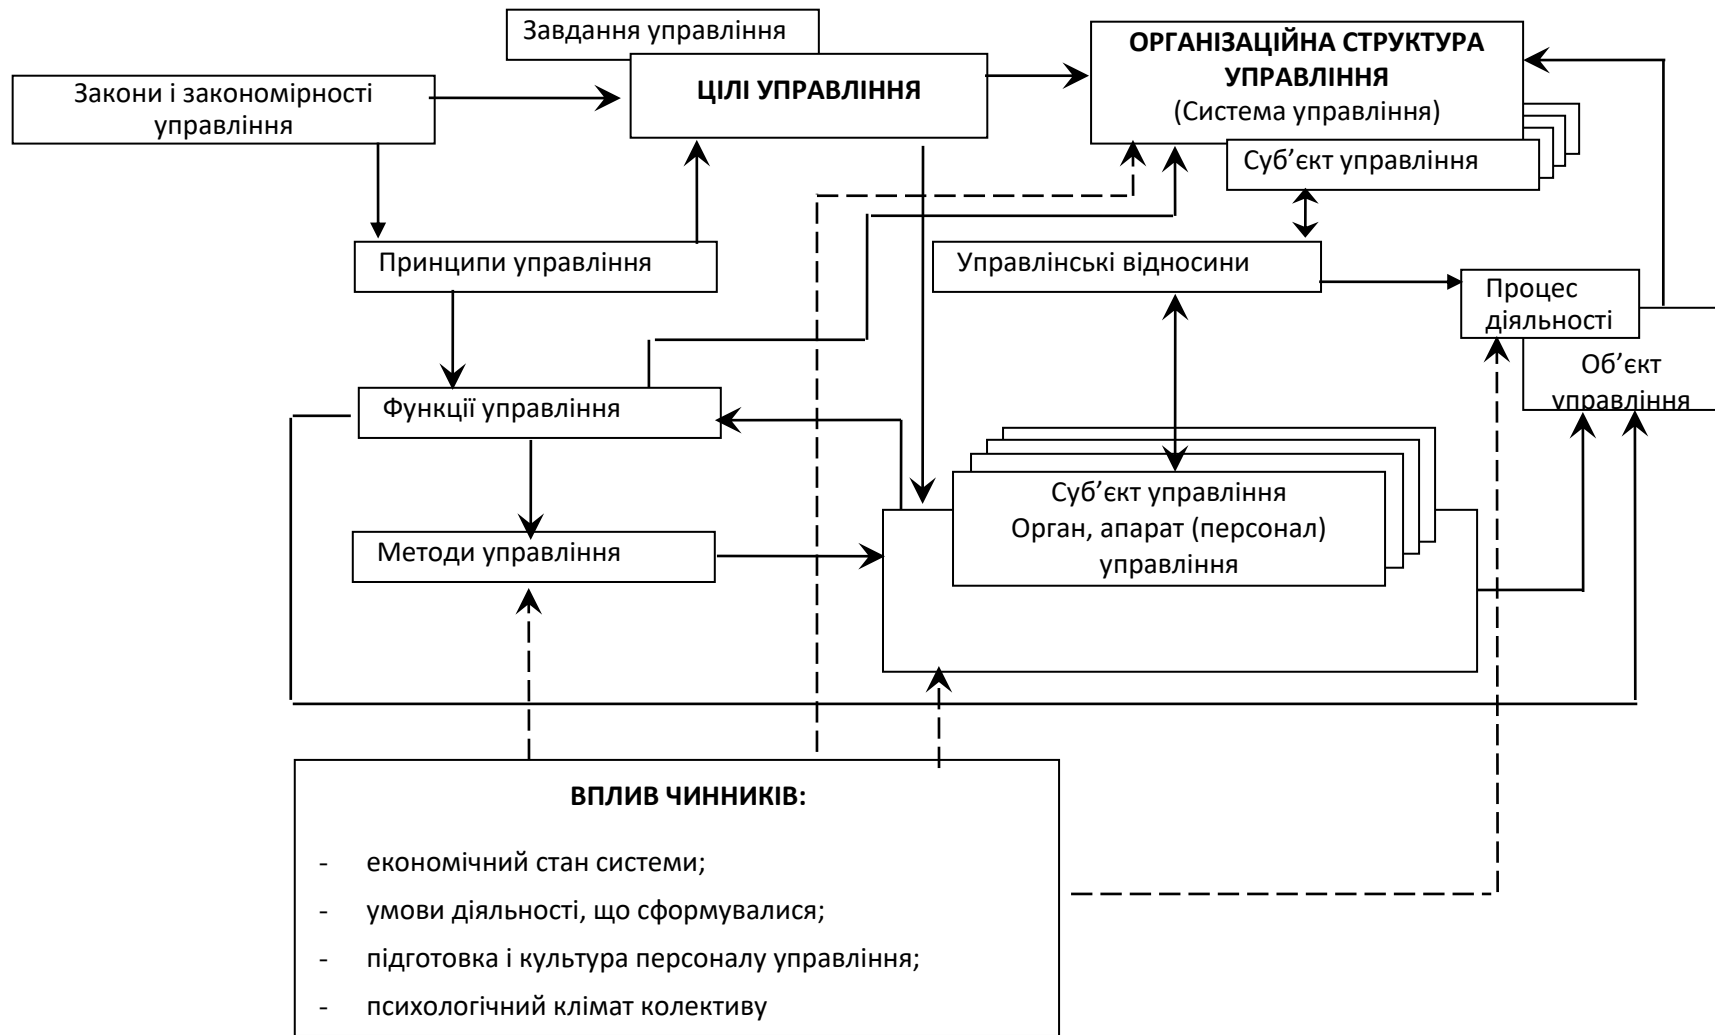 Завдання управління
ЦІЛІ УПРАВЛІННЯ
ОРГАНІЗАЦІЙНА СТРУКТУРА
УПРАВЛІННЯ
(Система управління)
Суб’єкт управління
Закони і закономірності
управління
Принципи управління
Управлінські відносини
Процес
діяльності
Об’єкт
управління
Функції управління
Суб’єкт управління
Орган, апарат (персонал)
управління
Методи управління
ВПЛИВ ЧИННИКІВ:
- економічний стан системи;
- умови діяльності, що сформувалися;
- підготовка і культура персоналу управління;
- психологічний клімат колективу